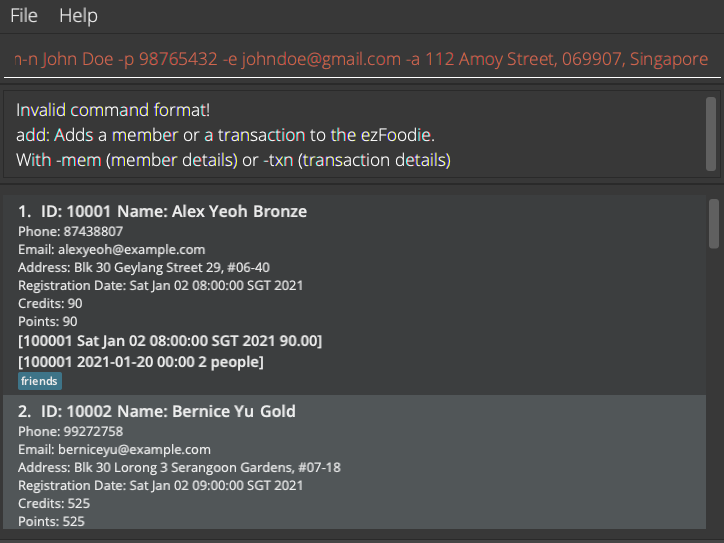 File Help
n-n John Doe -p 98765432 -e johndoe@gmail.com -a 112 Amoy Street, 069907, Singapore
Invalid command format!
add: Adds a member or a transaction to the ezFoodie.
With -mem (member details) or -txn (transaction details)
1. ID: 10001 Name: Alex Yeoh Bronze
Phone: 87438807
Email: alexyeoh@example.com
Address: Blk 30 Geylang Street 29, #06-40
Registration Date: Sat Jan 02 08:00:00 SGT 2021
Credits: 90
Points: 90
[100001 Sat Jan 02 08:00:00 SGT 2021 90.00]
[100001 2021-01-20 00:00 2 people]
friends
2. ID: 10002 Name: Bernice Yu Gold
Phone: 99272758
Email: berniceyu@example.com
Address: Blk 30 Lorong 3 Serangoon Gardens, #07-18
Registration Date: Sat Jan 02 09:00:00 SGT 2021
Credits: 525
Points: 525